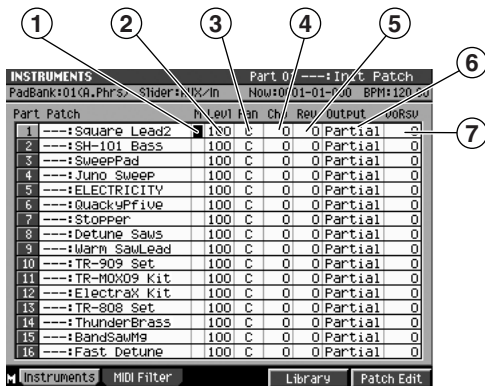 1 2 3 4 5
INSTRUMENTS Part 01 ---:Init Patch
PadBank:01(A.Phrs) Slider:MIX/In Now:0001-01-000 BPM:120.00
6
Part Patch M Levl Pan Cho Rev Output VoRsv
1 ---:Square Lead2 100 C 0 0 Partial 0
7
2 ---:SH-101 Bass 100 C 0 0 Partial 0
3 ---:SweepPad 100 C 0 0 Partial 0
4 ---:Juno Sweep 100 C 0 0 Partial 0
5 ---:ELECTRICITY 100 C 0 0 Partial 0
6 ---:QuackyPfive 100 C 0 0 Partial 0
7 ---:Stopper 100 C 0 0 Partial 0
8 ---:Detune Saws 100 C 0 0 Partial 0
9 ---:Warm SawLead 100 C 0 0 Partial 0
10 ---:TR-909 Set 100 C 0 0 Partial 0
11 ---:TR-MOX09 Kit 100 C 0 0 Partial 0
12 ---:ElectraX Kit 100 C 0 0 Partial 0
13 ---:TR-808 Set 100 C 0 0 Partial 0
14 ---:ThunderBrass 100 C 0 0 Partial 0
15 ---:BandSawMg 100 C 0 0 Partial 0
16 ---:Fast Detune 100 C 0 0 Partial 0
M Instruments MIDI Filter Library Patch Edit